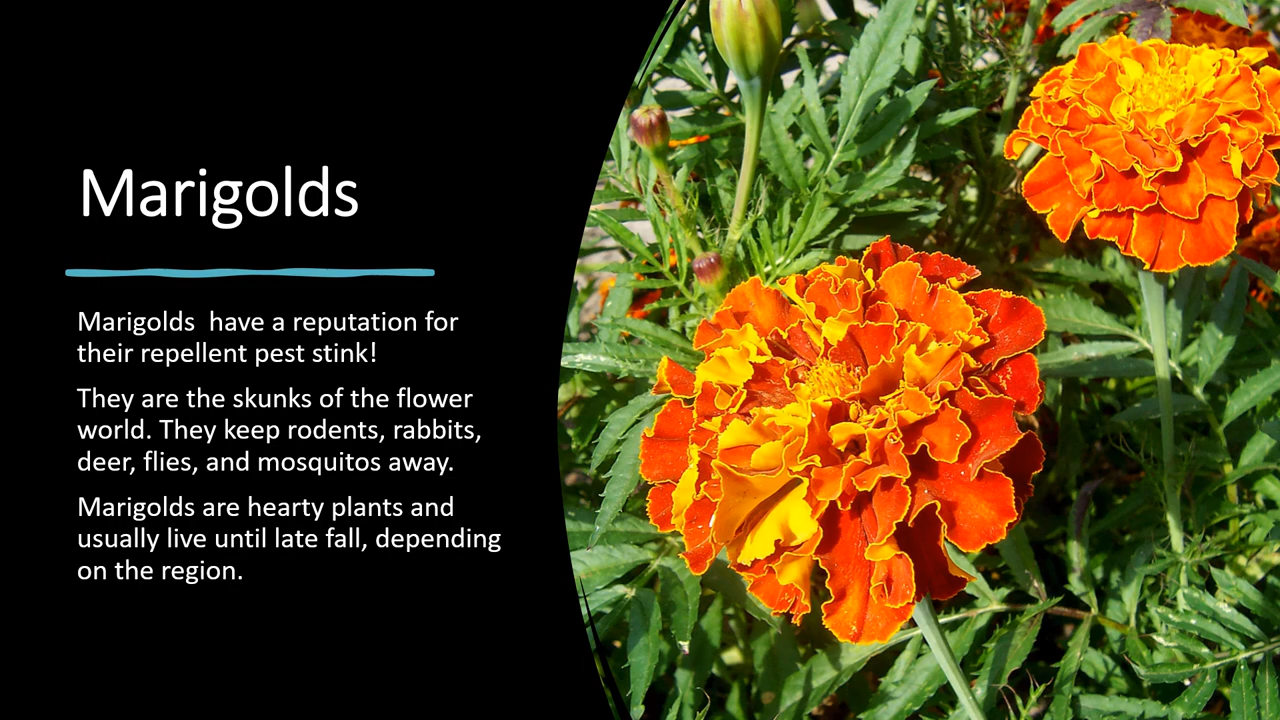 Marigolds
Marigolds  have a reputation for
their repellent pest stink!
They are the skunks of the flower
world. They keep rodents, rabbits,
deer, flies, and mosquitos away.
Marigolds are hearty plants and
usually live until late fall, depending
on the region.